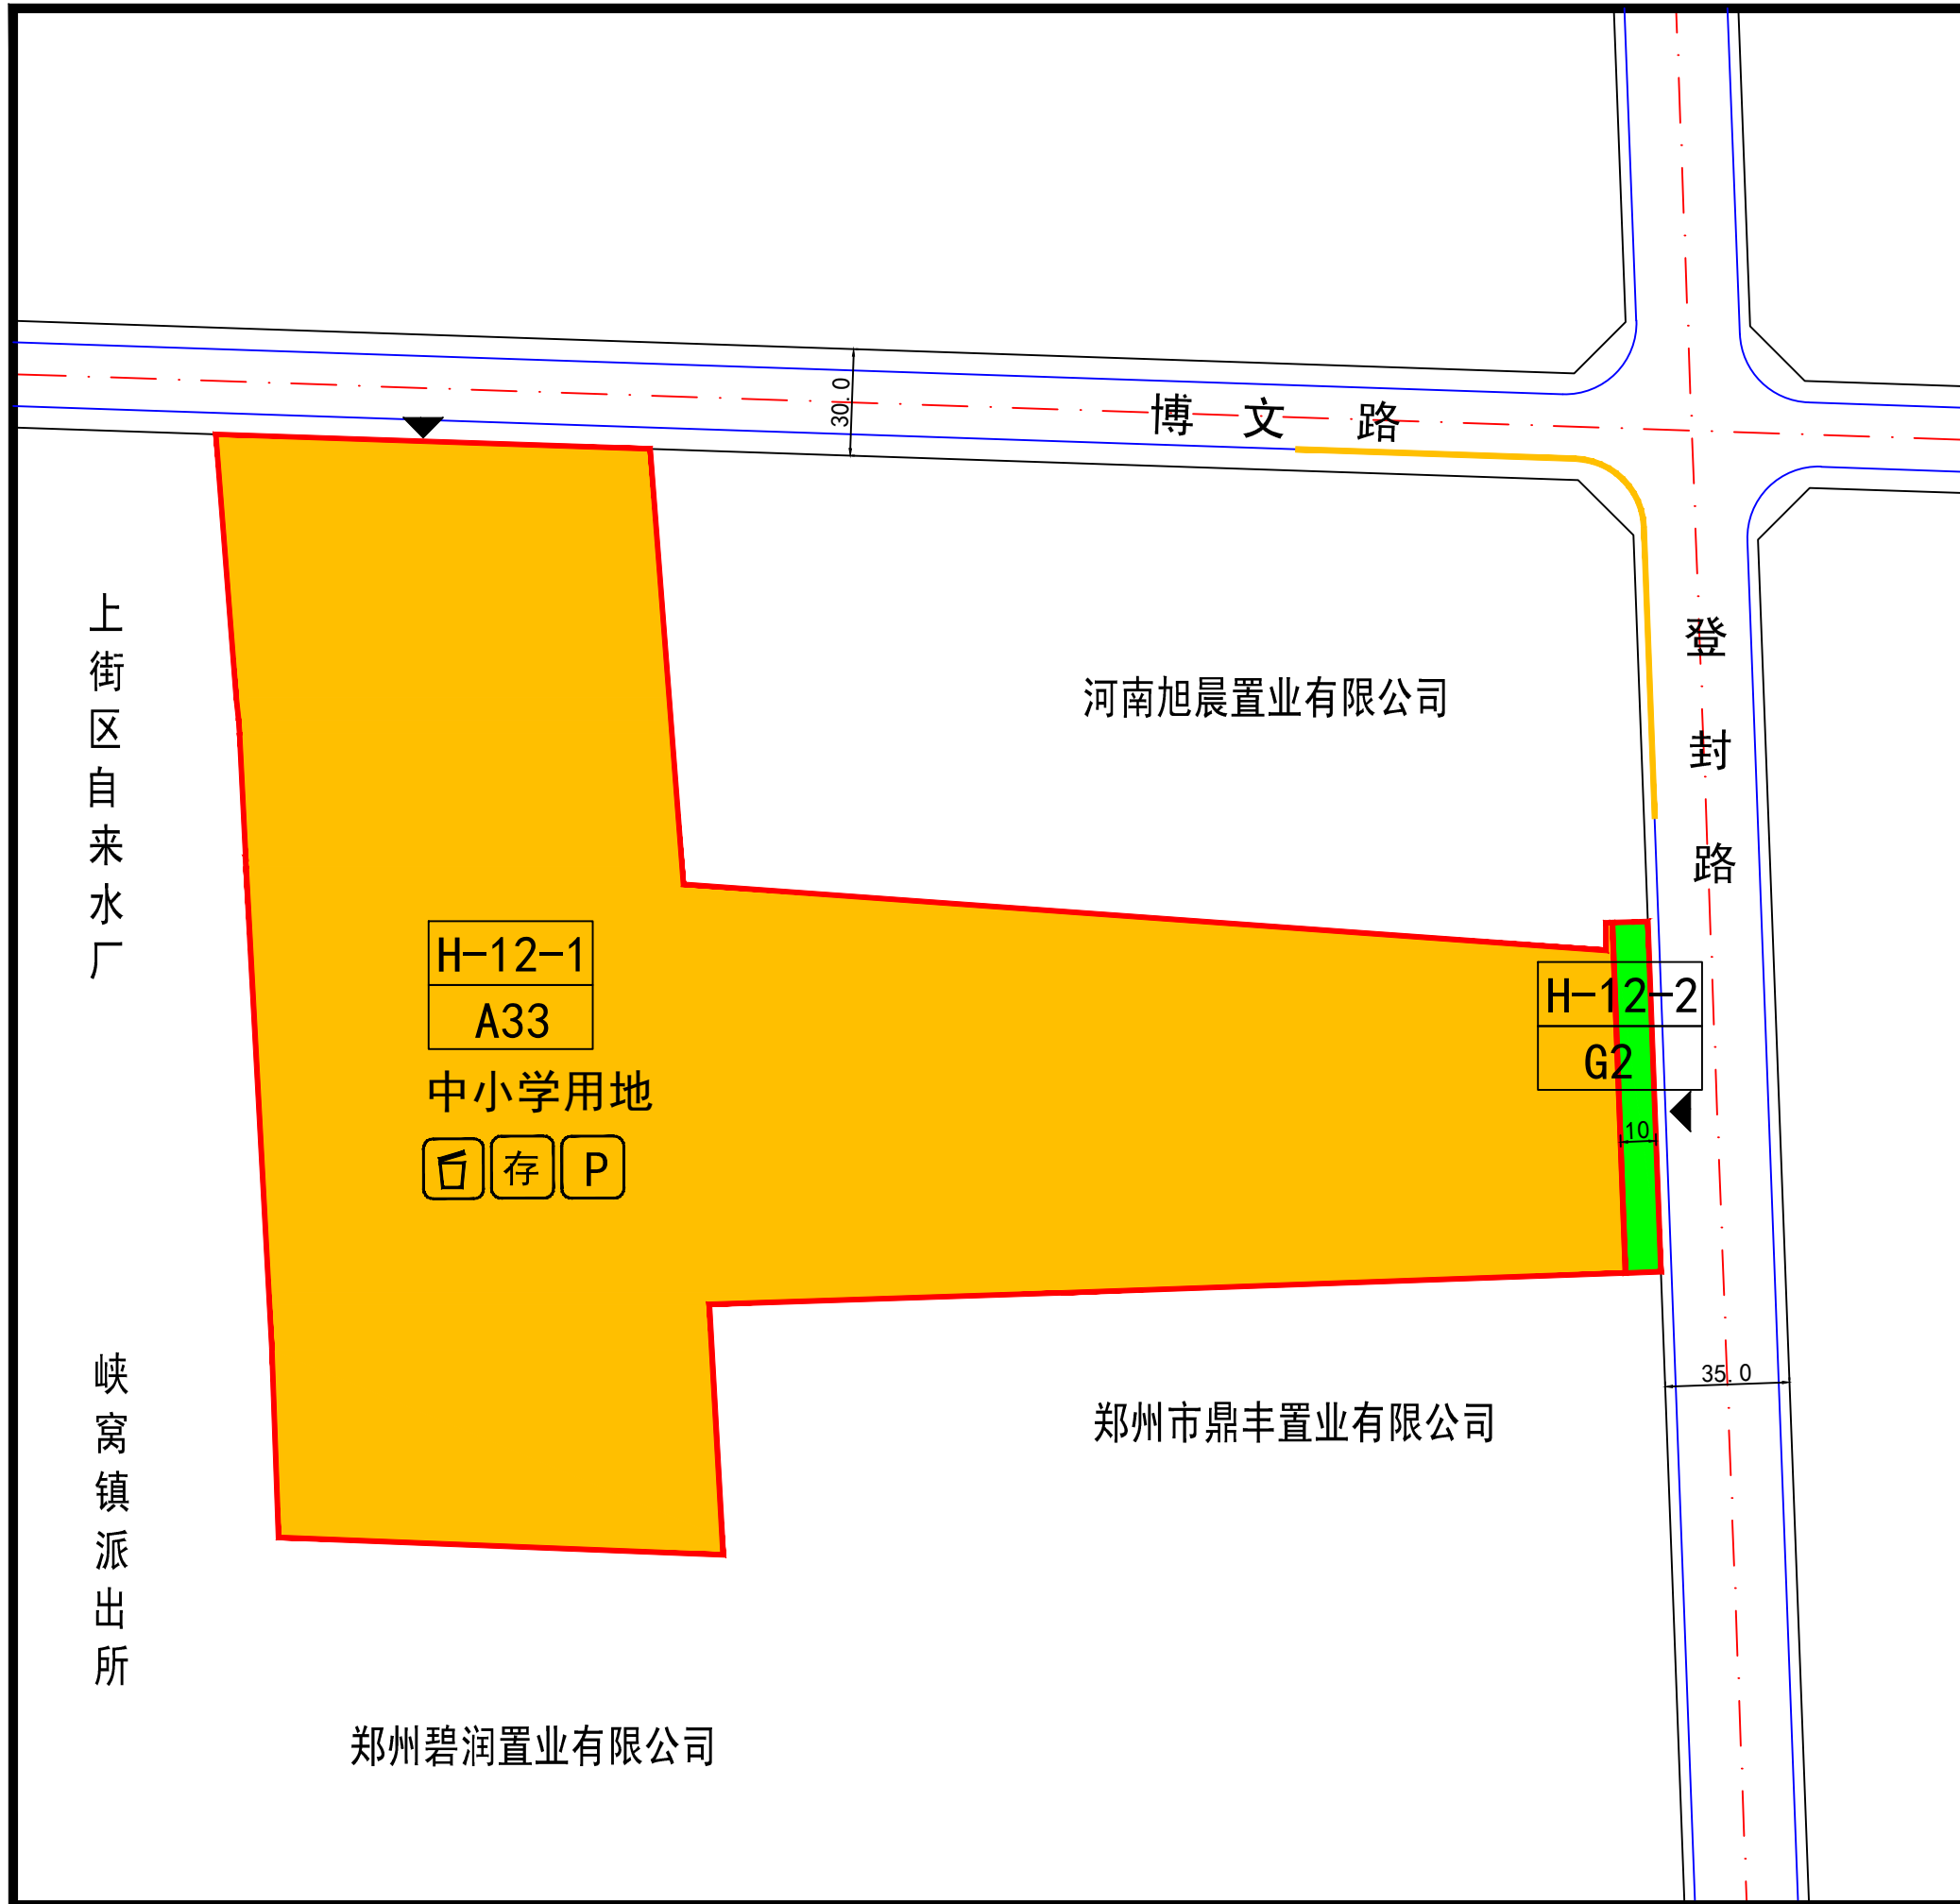 30.0
博文路
上街区自来水厂
登封路
河南旭晨置业有限公司
H-12-1
A33
中小学用地
存
P
H-12-2
G2
10
35.0
峡窝镇派出所
郑州市鼎丰置业有限公司
郑州碧润置业有限公司